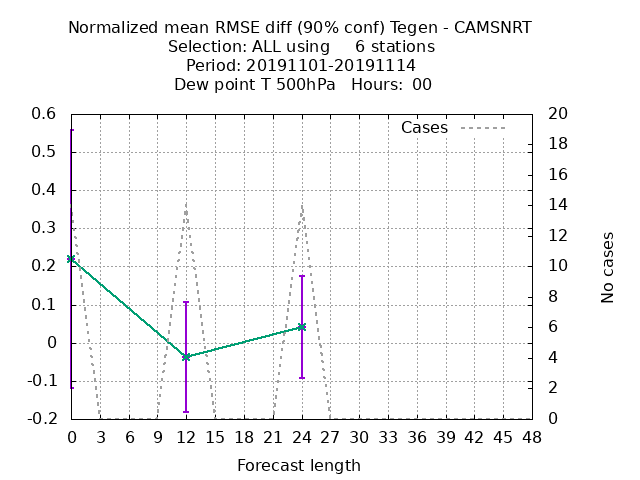 Normalized mean RMSE diff (90% conf) Tegen - CAMSNRT
Selection: ALL using     6 stations
Period: 20191101-20191114
Dew point T 500hPa   Hours:  00
Cases
0.6
0.5
0.4
0.3
0.2
0.1
0
-0.1
-0.2
20
18
16
14
12
10
8
6
4
2
0
No cases
0 3 6 9 12 15 18 21 24 27 30 33 36 39 42 45 48
Forecast length